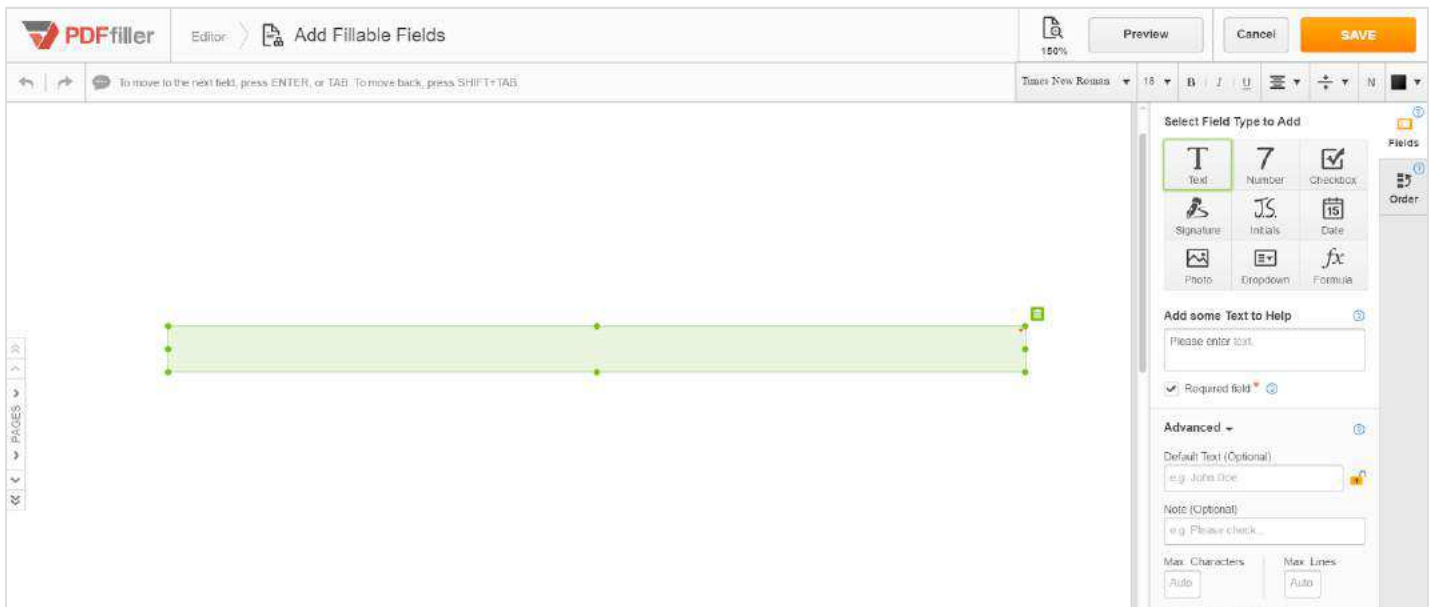 PDFfiller Editor Add Fillable Fields 150% Preview Cancel SAVE
To move to the next field, press ENTER, or TAB. To move back, press SHIFT+TAB. Times New Roman 18 B I U N
Select Field Type to Add
Fields
T 7
Text Number Checkbox
Order
J.S. 15
Signature Initials Date
fx
Photo Dropdown Formula
Add some Text to Help ?
Please enter text.
PAGES
Required field * ?
Advanced ?
Default Text (Optional)
e.g. John Doe
Note (Optional)
e.g. Please check...
Max. Characters Max. Lines
Auto Auto